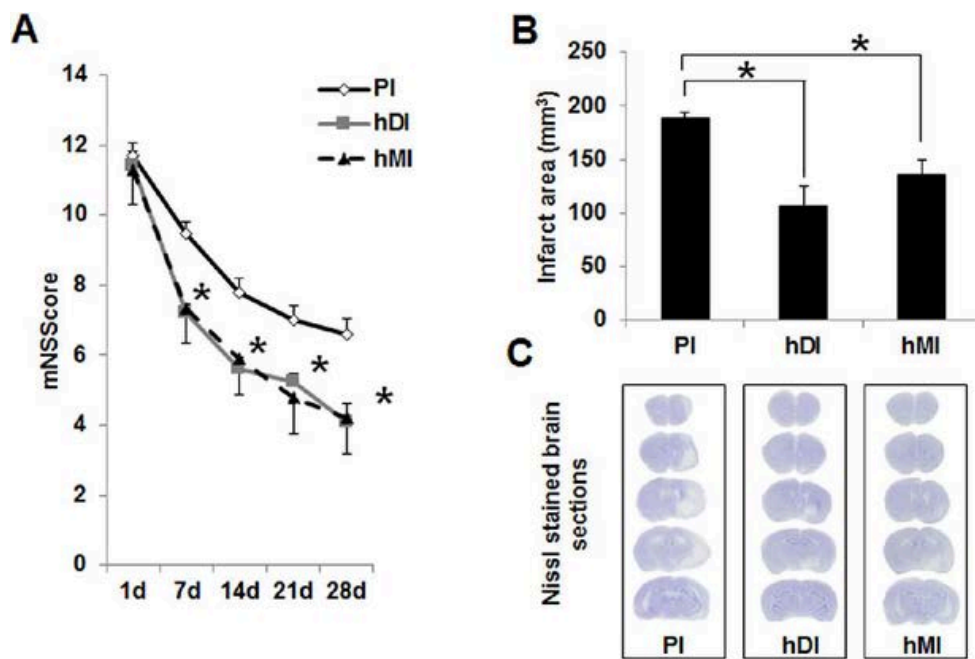 A
mNSScore
14
12
10
8
6
4
2
0
1d 7d 14d 21d 28d
PI
hDI
hMI
*
*
*
*
B
Infarct area (mm³)
250
200
150
100
50
0
*
*
PI hDI hMI
C
Nissl stained brain
sections
PI hDI hMI